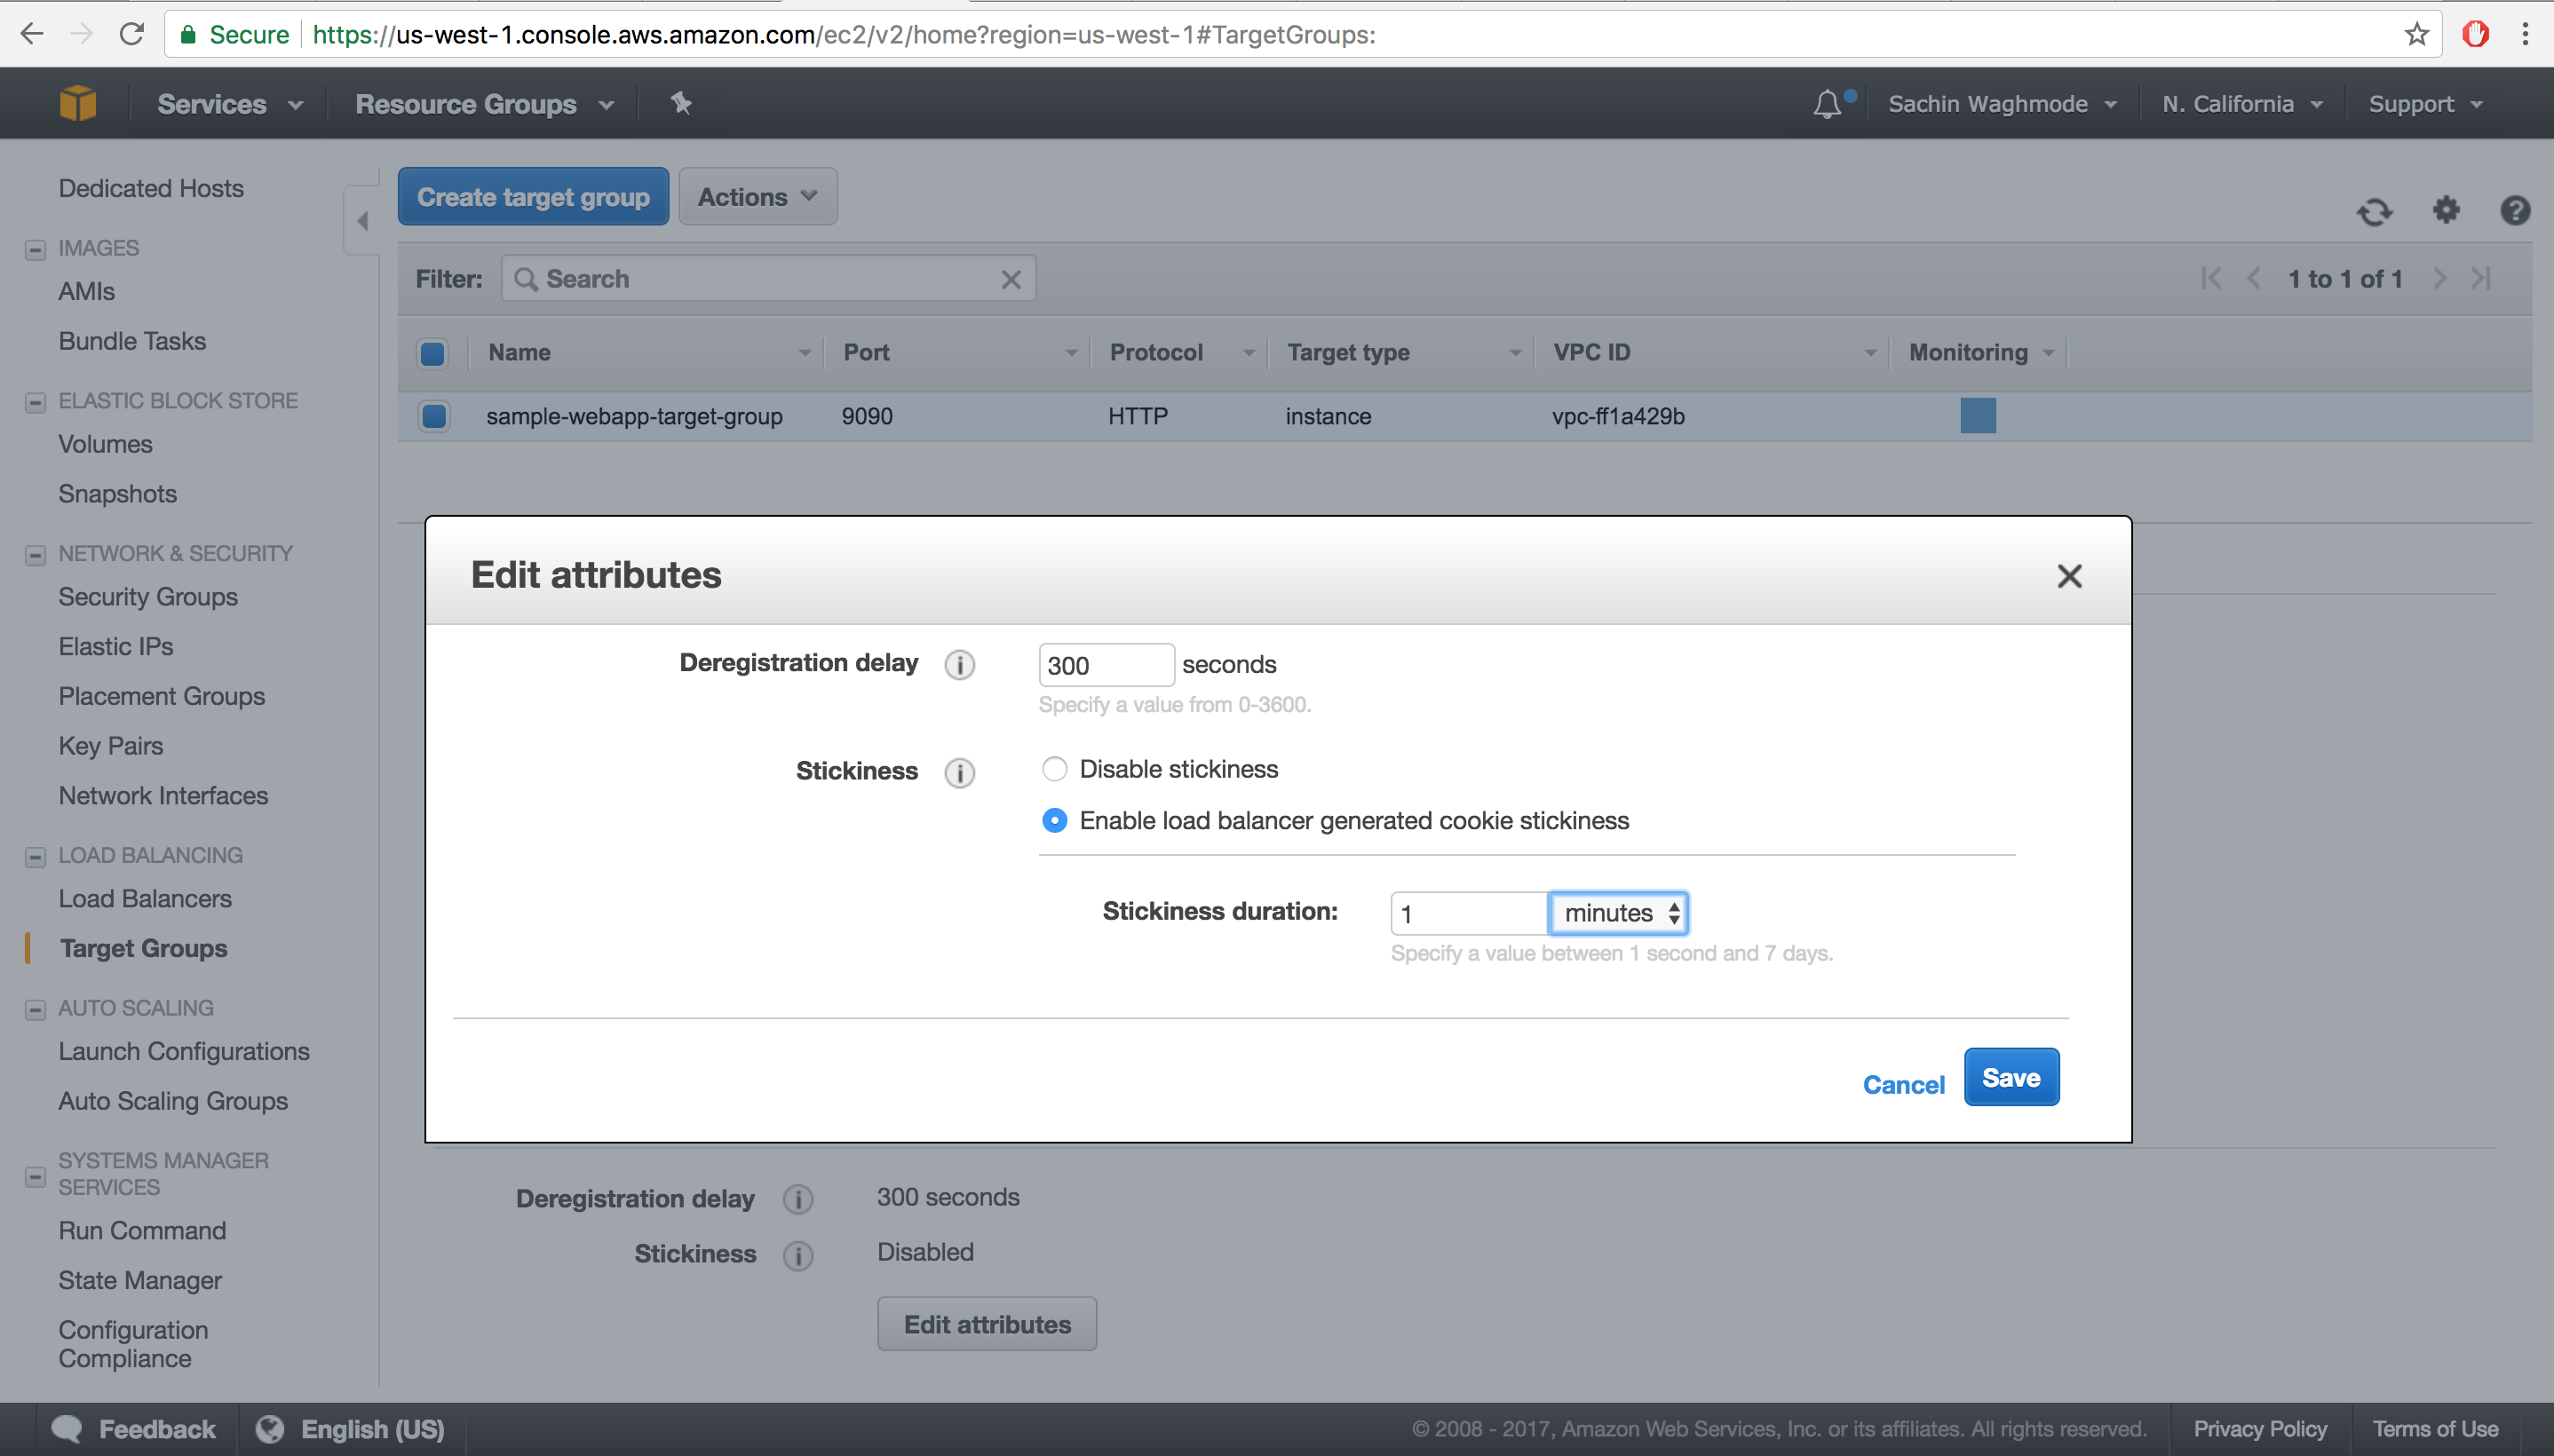 Secure https://us-west-1.console.aws.amazon.com/ec2/v2/home?region=us-west-1#TargetGroups:
Services Resource Groups Sachin Waghmode N. California Support
Dedicated Hosts
IMAGES
AMIs
Bundle Tasks
ELASTIC BLOCK STORE
Volumes
Snapshots
NETWORK & SECURITY
Security Groups
Elastic IPs
Placement Groups
Key Pairs
Network Interfaces
LOAD BALANCING
Load Balancers
Target Groups
AUTO SCALING
Launch Configurations
Auto Scaling Groups
SYSTEMS MANAGER
SERVICES
Run Command
State Manager
Configuration
Compliance
Create target group Actions
Filter: Search 1 to 1 of 1
Name Port Protocol Target type VPC ID Monitoring
sample-webapp-target-group 9090 HTTP instance vpc-ff1a429b
Edit attributes
Deregistration delay 300 seconds
Specify a value from 0-3600.
Stickiness Disable stickiness
Enable load balancer generated cookie stickiness
Stickiness duration: 1 minutes
Specify a value between 1 second and 7 days.
Cancel Save
Deregistration delay 300 seconds
Stickiness Disabled
Edit attributes
Feedback English (US) © 2008 - 2017, Amazon Web Services, Inc. or its affiliates. All rights reserved. Privacy Policy Terms of Use